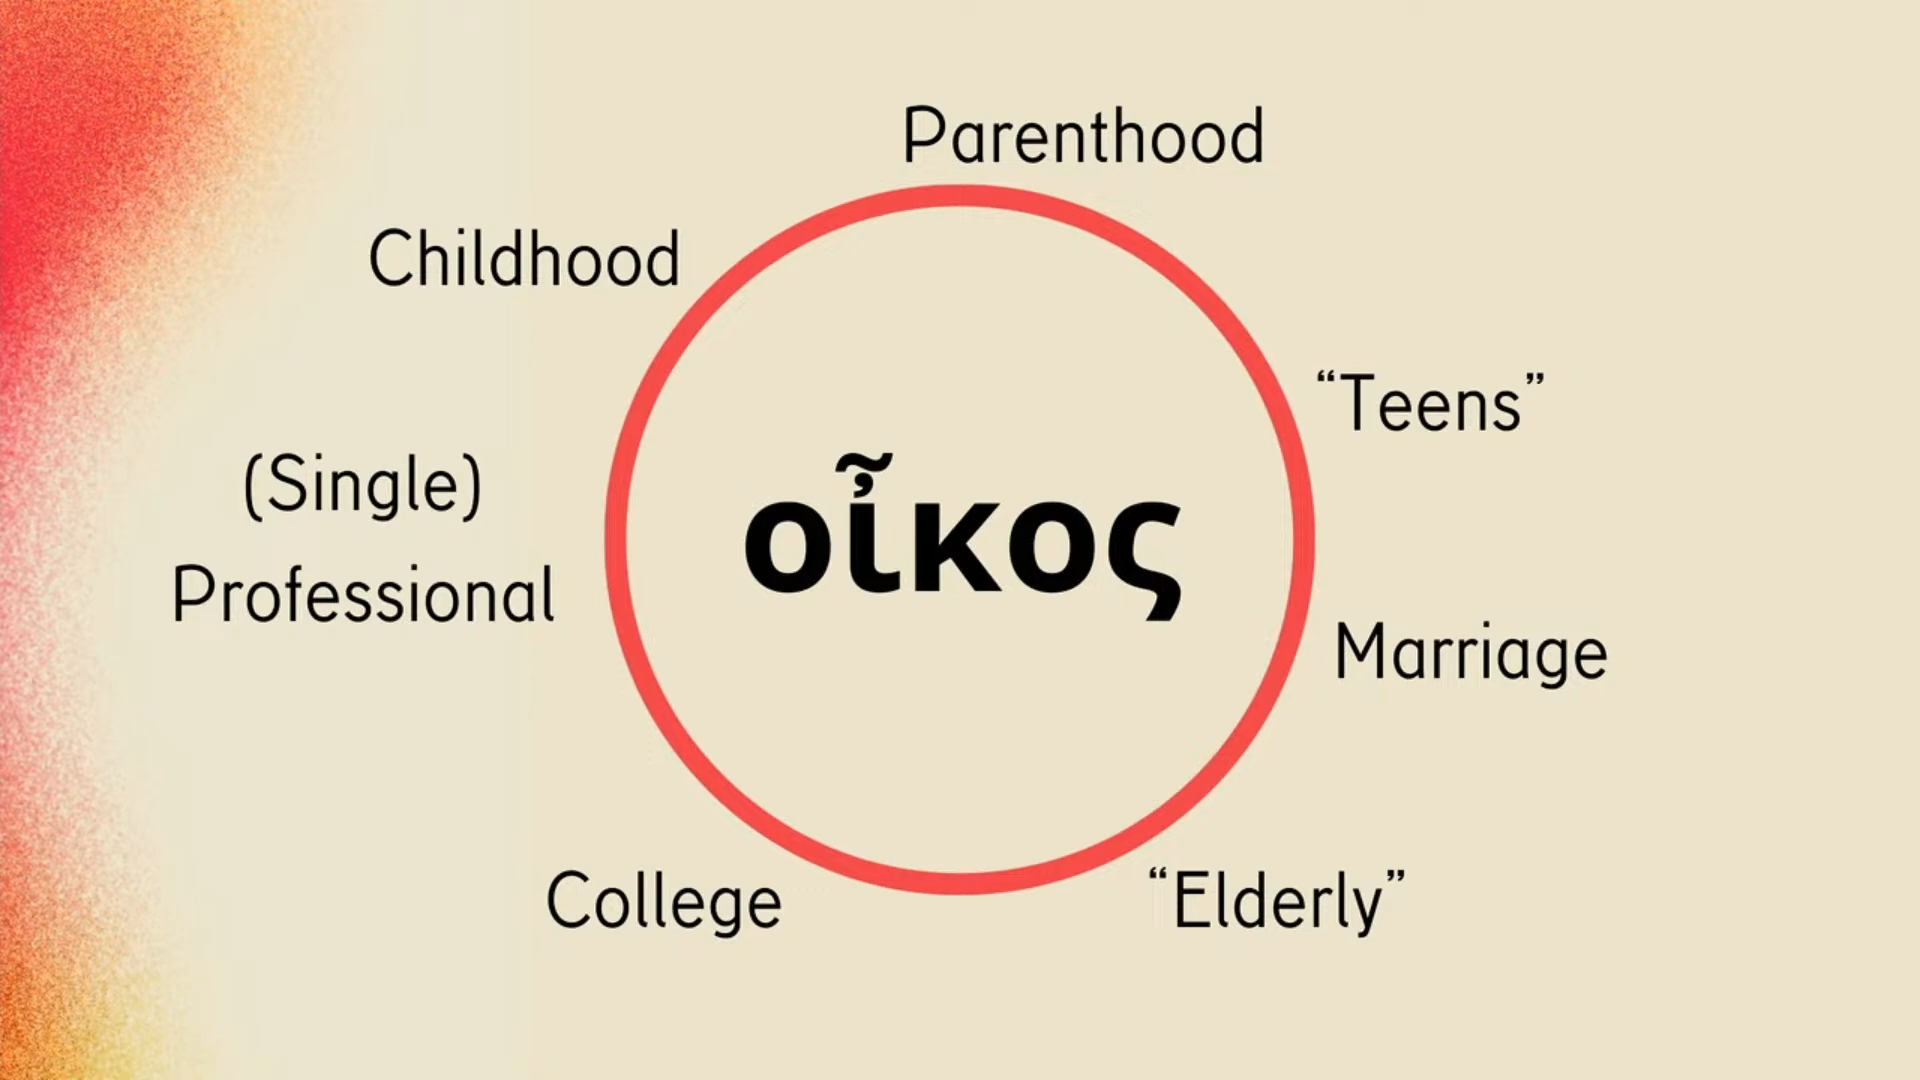 Parenthood
Childhood
“Teens”
(Single)
Professional
οἶκος
Marriage
College
“Elderly”